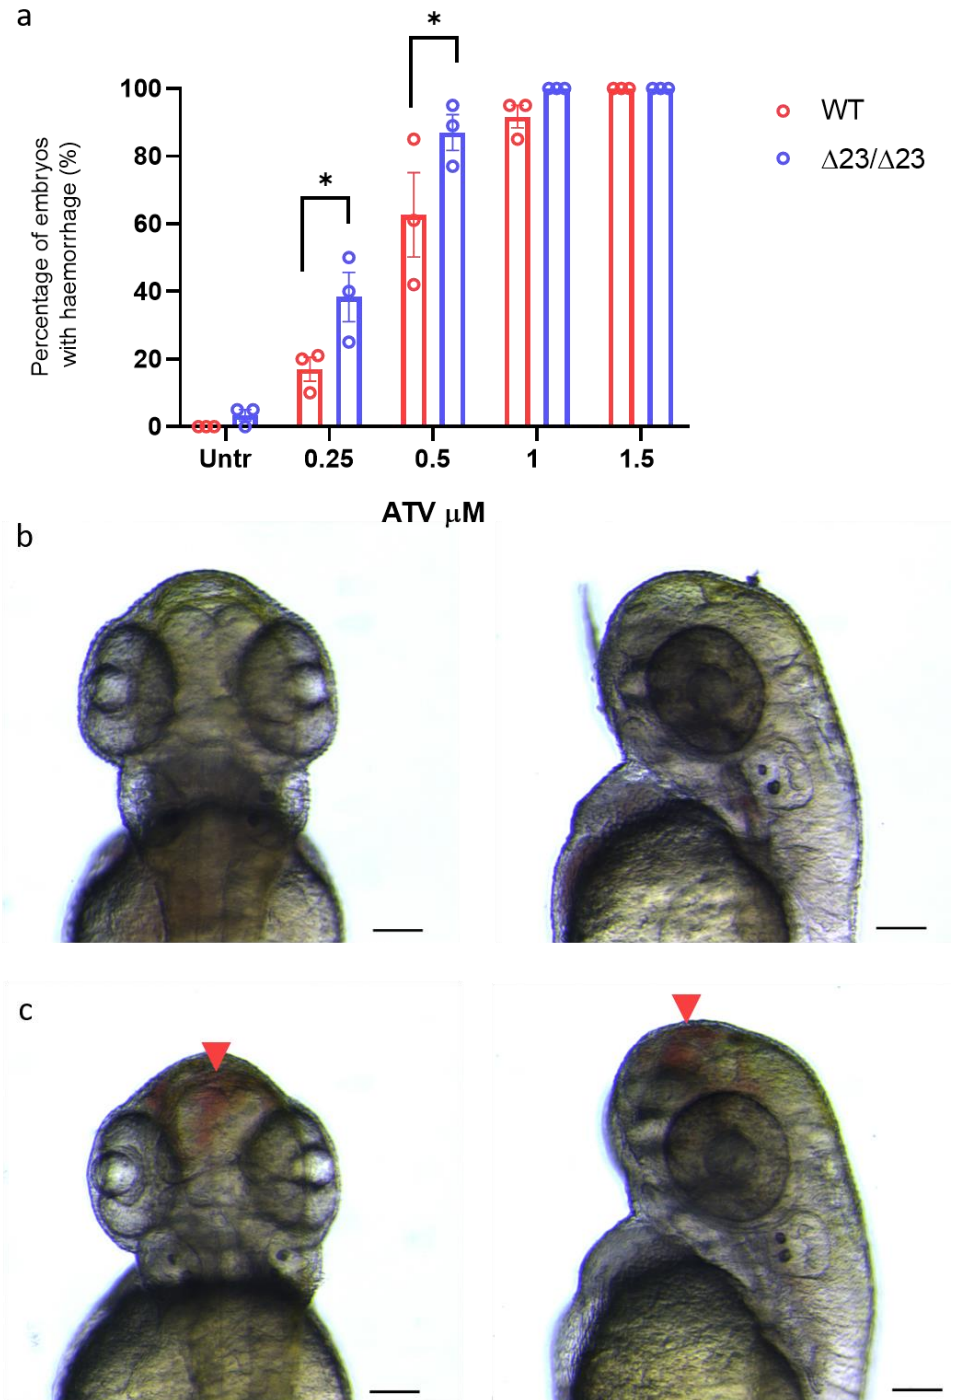 a
*
*
100
80
60
40
20
0
Percentage of embryos
with haemorrhage (%)
Untr
0.25
0.5
1
1.5
ATV μM
WT
Δ23/Δ23
b
c